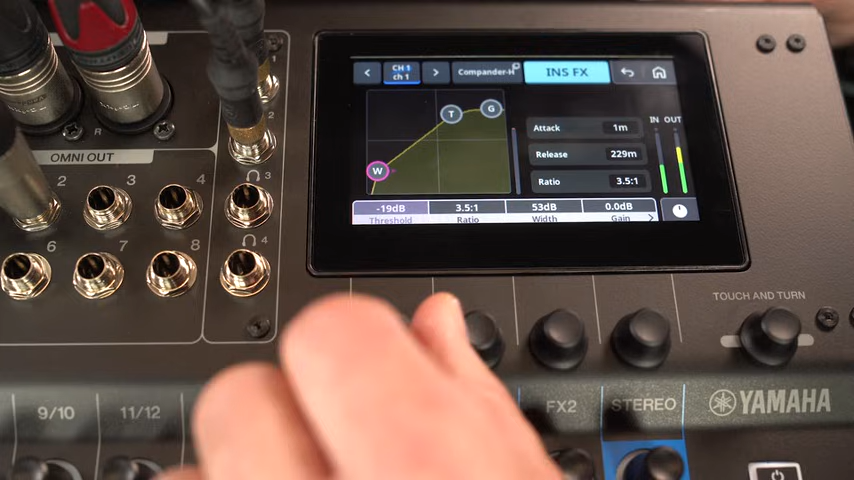 CH 1
ch 1
Compander-H
INS FX
T
G
W
Attack 1m
Release 229m
Ratio 3.5:1
IN OUT
-19dB 3.5:1 53dB 0.0dB
Threshold Ratio Width Gain
R
OMNI OUT
2 3 4
6 7 8
1
3
4
TOUCH AND TURN
9/10 11/12 FX2 STEREO YAMAHA